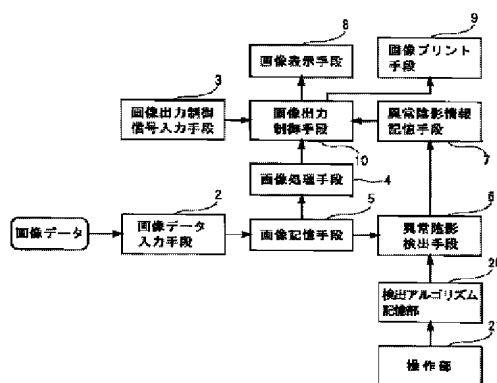 8
画像表示手段
9
画像プリント
手段
3
画像出力制御
信号入力手段
画像出力
制御手段
10
異常陰影情報
記憶手段
7
画像処理手段
4
2
画像データ
画像データ
入力手段
5
画像記憶手段
6
異常陰影
検出手段
20
検出アルゴリズム
記憶部
操作部